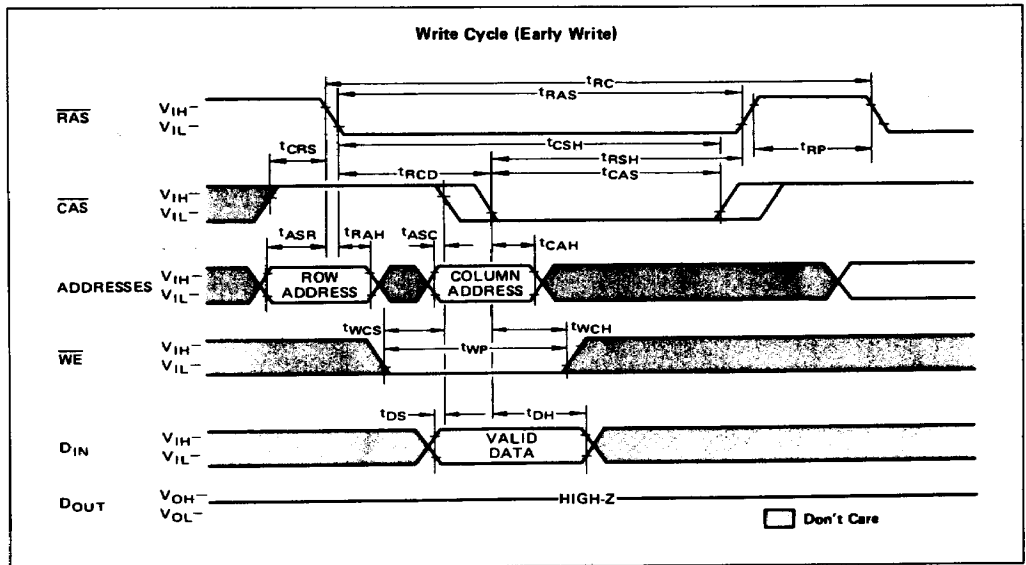 Write Cycle (Early Write)
tRC
tRAS
RAS
VIH-
VIL-
tCSH
tCRS
tRSH
tRP
tRCD
tCAS
CAS
VIH-
VIL-
tASR
tRAH
tASC
tCAH
ADDRESSES
VIH-
VIL-
ROW
ADDRESS
COLUMN
ADDRESS
tWCS
tWCH
tWP
WE
VIH-
VIL-
tDS
tDH
DIN
VIH-
VIL-
VALID
DATA
DOUT
VOH-
VOL-
HIGH-Z
Don't Care